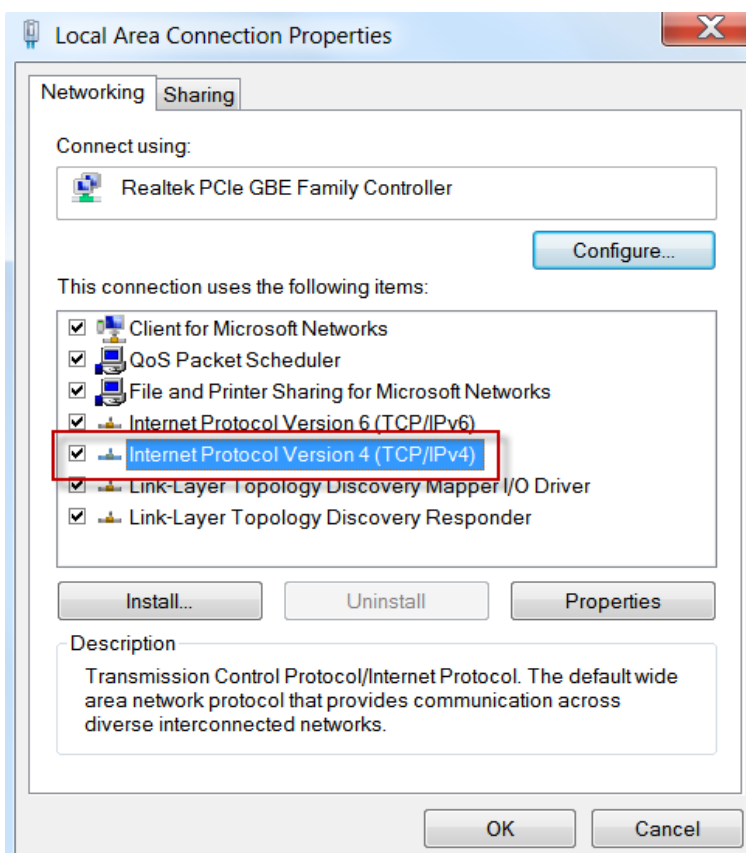 Local Area Connection Properties
Networking
Sharing
Connect using:
Realtek PCIe GBE Family Controller
Configure...
This connection uses the following items:
Client for Microsoft Networks
QoS Packet Scheduler
File and Printer Sharing for Microsoft Networks
Internet Protocol Version 6 (TCP/IPv6)
Internet Protocol Version 4 (TCP/IPv4)
Link-Layer Topology Discovery Mapper I/O Driver
Link-Layer Topology Discovery Responder
Install...
Uninstall
Properties
Description
Transmission Control Protocol/Internet Protocol. The default wide
area network protocol that provides communication across
diverse interconnected networks.
OK
Cancel